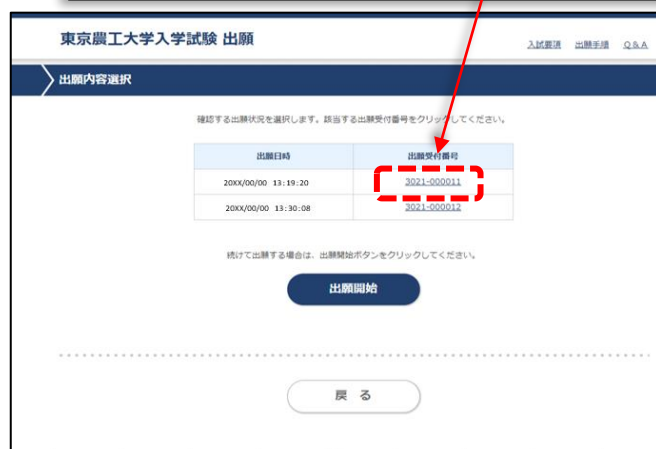 東京農工大学入学試験 出願
入試要項 出願手順 Q&A
出願内容選択
確認する出願状況を選択します。該当する出願受付番号をクリックしてください。
出願日時 出願受付番号
20XX/00/00 13:19:20 3021-000011
20XX/00/00 13:30:08 3021-000012
続けて出願する場合は、出願開始ボタンをクリックしてください。
出願開始
戻 る